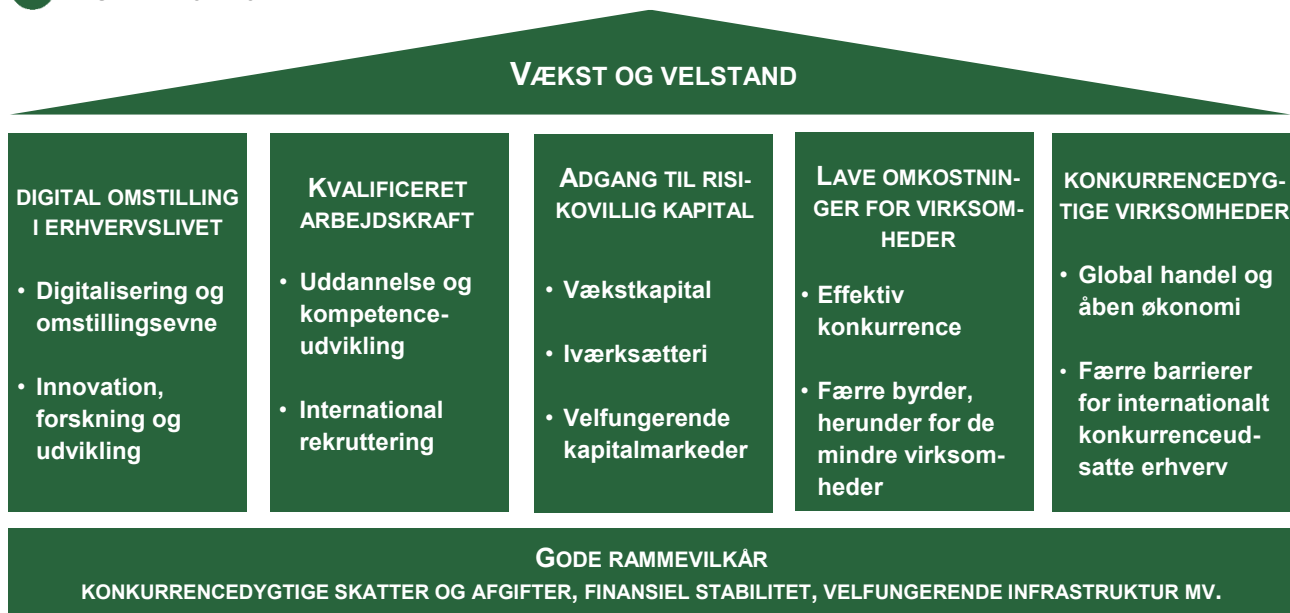 VÆKST OG VELSTAND
DIGITAL OMSTILLING
I ERHVERVSLIVET
• Digitalisering og
omstillingsevne
• Innovation,
forskning og
udvikling
KVALIFICERET
ARBEJDSKRAFT
• Uddannelse og
kompetence-
udvikling
• International
rekruttering
ADGANG TIL RISI-
KOVILLIG KAPITAL
• Vækstkapital
• Iværksætteri
• Velfungerende
kapitalmarkeder
LAVE OMKOSTNIN-
GER FOR VIRKSOM-
HEDER
• Effektiv
konkurrence
• Færre byrder,
herunder for de
mindre virksom-
heder
KONKURRENCEDYG-
TIGE VIRKSOMHEDER
• Global handel og
åben økonomi
• Færre barrierer
for internationalt
konkurrenceud-
satte erhverv
GODE RAMMEVILKÅR
KONKURRENCEDYGTIGE SKATTER OG AFGIFTER, FINANSIEL STABILITET, VELFUNGERENDE INFRASTRUKTUR MV.